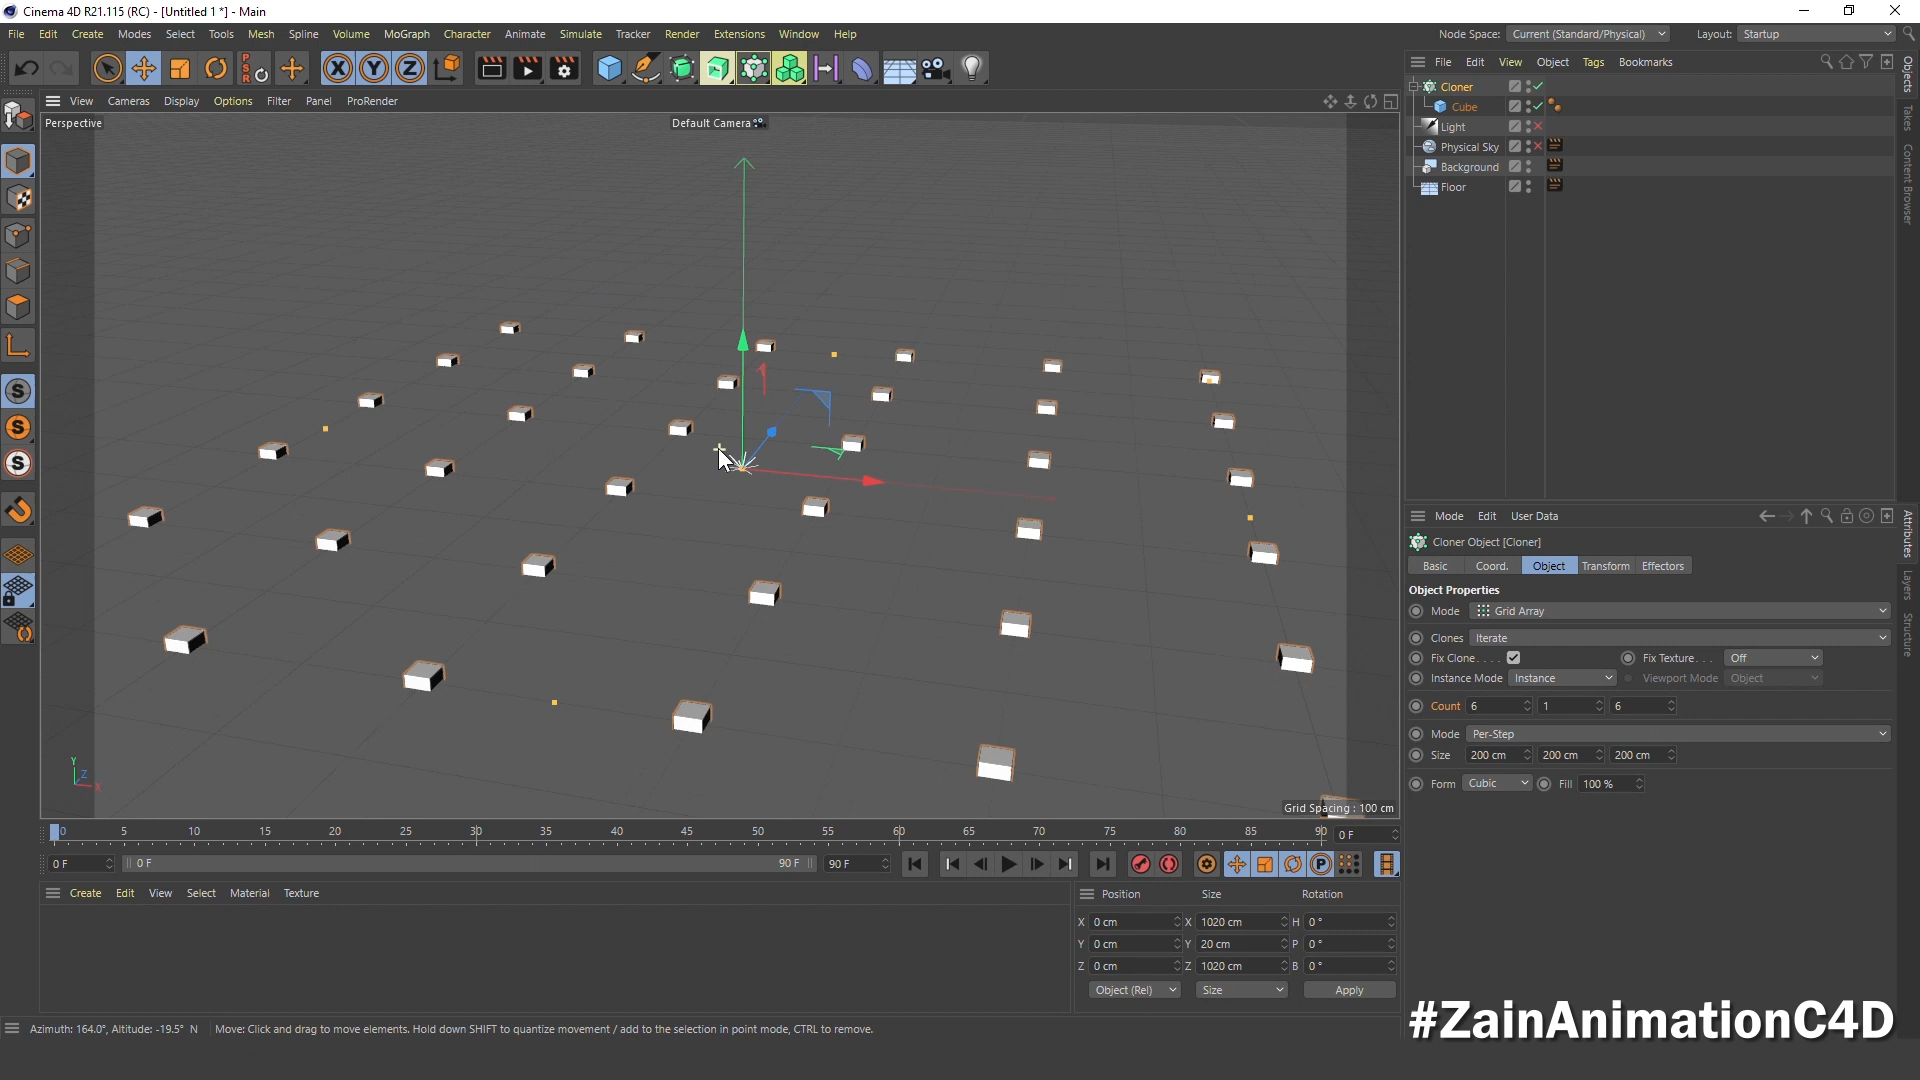 Cinema 4D R21.115 (RC) - [Untitled 1 *] - Main
File Edit Create Modes Select Tools Mesh Spline Volume MoGraph Character Animate Simulate Tracker Render Extensions Window Help
Node Space: Current (Standard/Physical) Layout: Startup
X Y Z
PSR
File Edit View Object Tags Bookmarks
View Cameras Display Options Filter Panel ProRender
Perspective
Default Camera
Cloner
Cube
Light
Physical Sky
Background
Floor
Objects
Takes
Content Browser
Mode Edit User Data
Cloner Object [Cloner]
Basic Coord. Object Transform Effectors
Object Properties
Mode Grid Array
Clones Iterate
Fix Clone . . . . Fix Texture . . . Off
Instance Mode Instance Viewport Mode Object
Count 6 1 6
Mode Per-Step
Size 200 cm 200 cm 200 cm
Form Cubic Fill 100 %
Attributes
Layers
Structure
S
S
S
Y
Z
X
Grid Spacing : 100 cm
0 5 10 15 20 25 30 35 40 45 50 55 60 65 70 75 80 85 90 0 F
0 F 0 F 90 F 90 F
P
Create Edit View Select Material Texture
Position Size Rotation
X 0 cm X 1020 cm H 0 °
Y 0 cm Y 20 cm P 0 °
Z 0 cm Z 1020 cm B 0 °
Object (Rel) Size Apply
Azimuth: 164.0°, Altitude: -19.5° N Move: Click and drag to move elements. Hold down SHIFT to quantize movement / add to the selection in point mode, CTRL to remove.
#ZainAnimationC4D